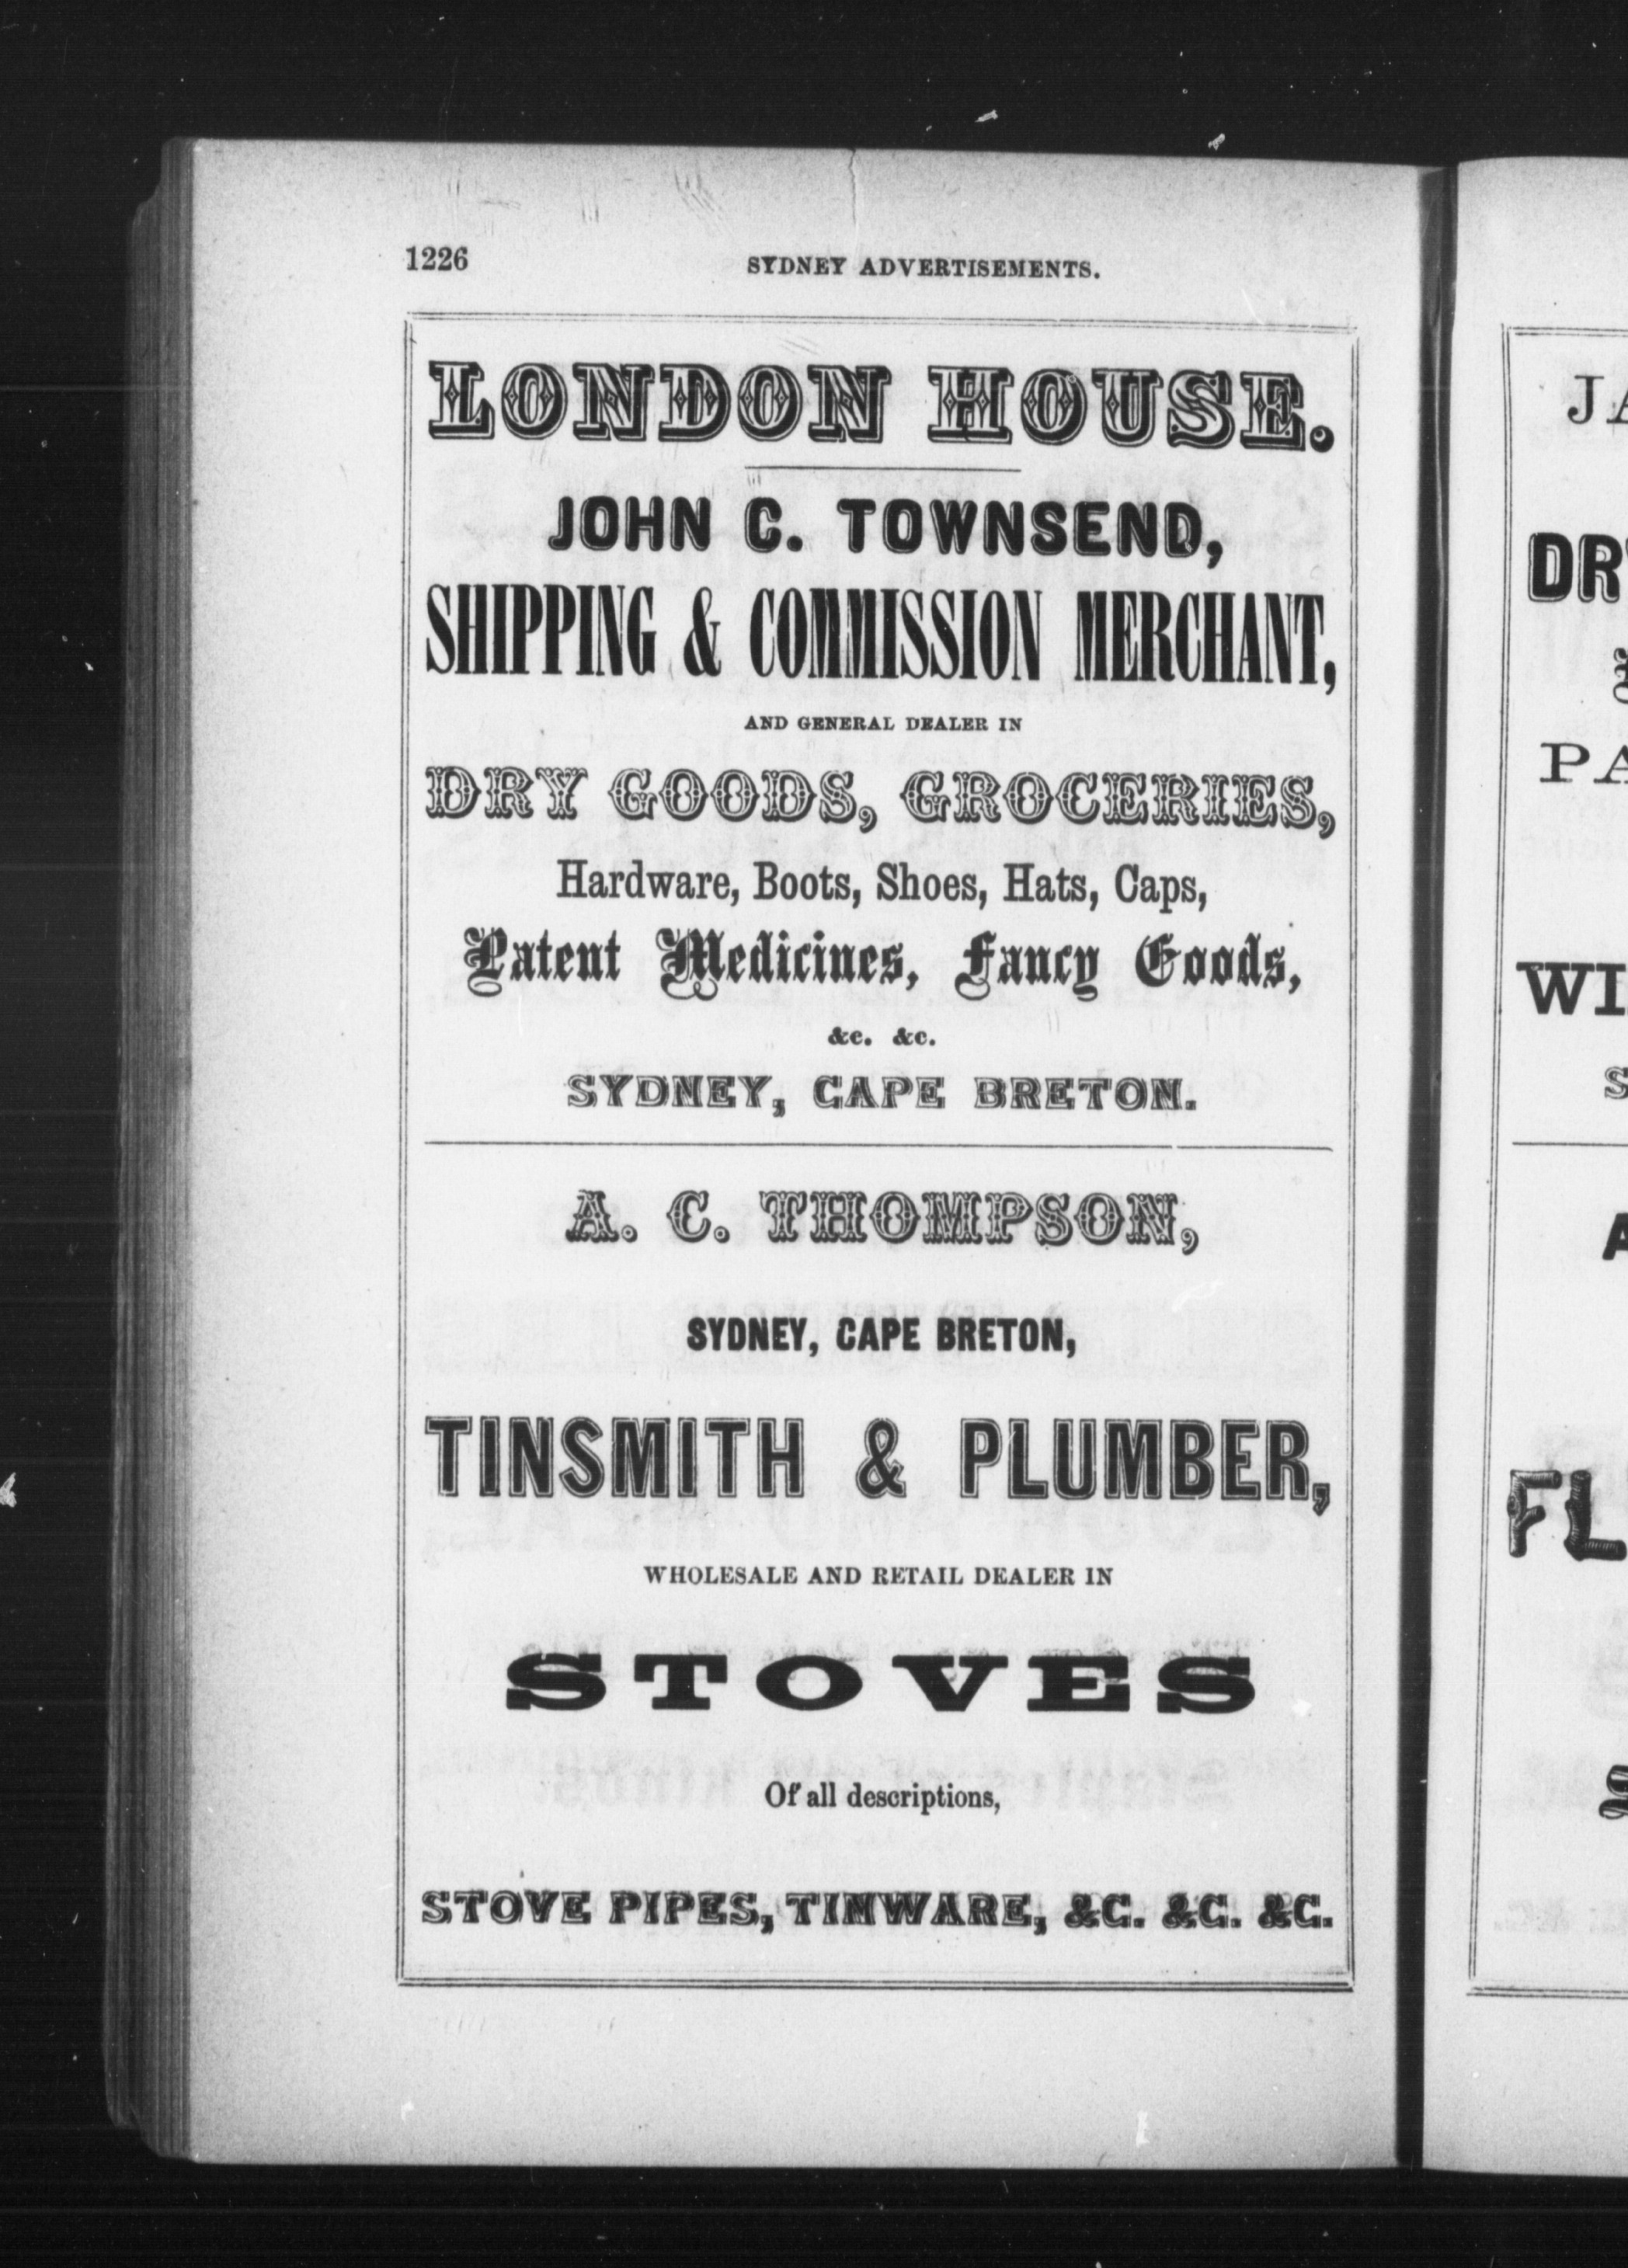 1226 SYDNEY ADVERTISEMENTS.
LONDON HOUSE.
JOHN C. TOWNSEND,
SHIPPING & COMMISSION MERCHANT,
AND GENERAL DEALER IN
DRY GOODS, GROCERIES,
Hardware, Boots, Shoes, Hats, Caps,
Patent Medicines, Fancy Goods,
&c. &c.
SYDNEY, CAPE BRETON.
A. C. THOMPSON,
SYDNEY, CAPE BRETON,
TINSMITH & PLUMBER,
WHOLESALE AND RETAIL DEALER IN
STOVES
Of all descriptions,
STOVE PIPES, TINWARE, &C. &C. &C.